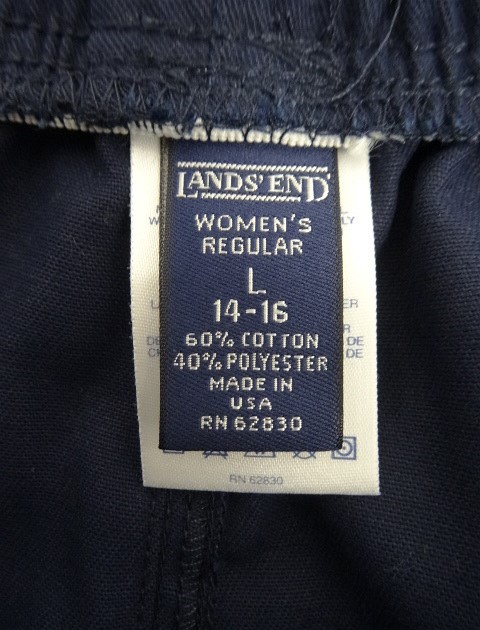 LANDS' END
WOMEN'S
REGULAR
L
14-16
60% COTTON
40% POLYESTER
MADE IN
USA
RN 62830
RN 62830